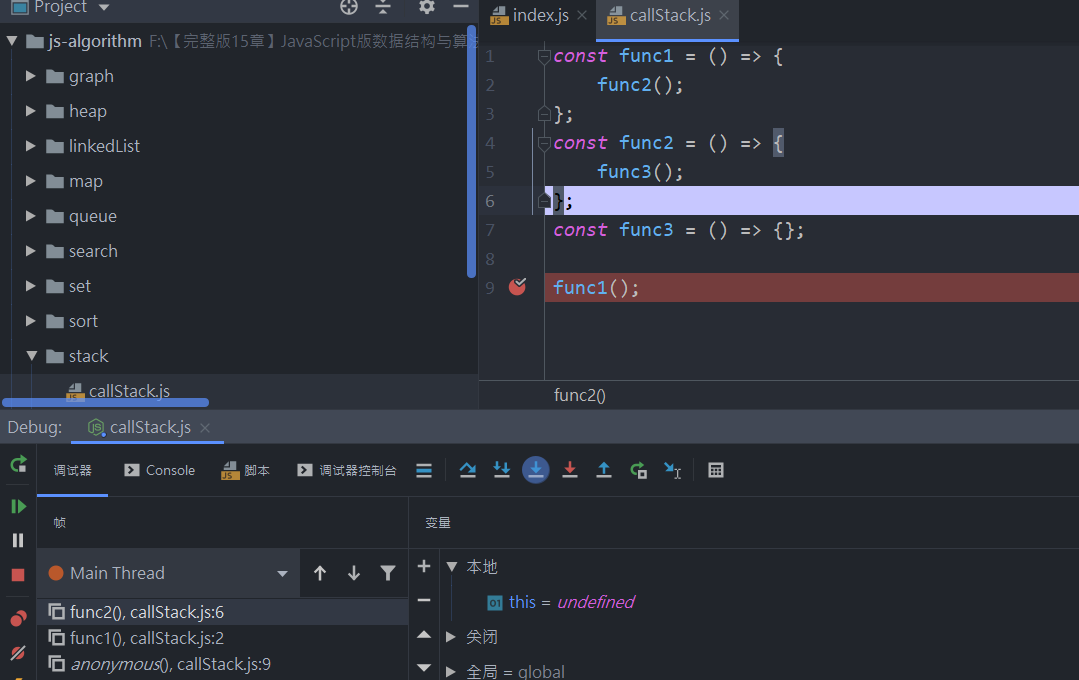 Project
js-algorithm F:\【完整版15章】JavaScript版数据结构与算法
graph
heap
linkedList
map
queue
search
set
sort
stack
callStack.js
index.js
callStack.js
1 const func1 = () => {
2 func2();
3 };
4 const func2 = () => {
5 func3();
6 };
7 const func3 = () => {};
8
9 func1();
func2()
Debug: callStack.js
调试器 Console 脚本 调试器控制台
帧
变量
Main Thread
func2(), callStack.js:6
func1(), callStack.js:2
anonymous(), callStack.js:9
本地
01 this = undefined
关闭
全局 = global